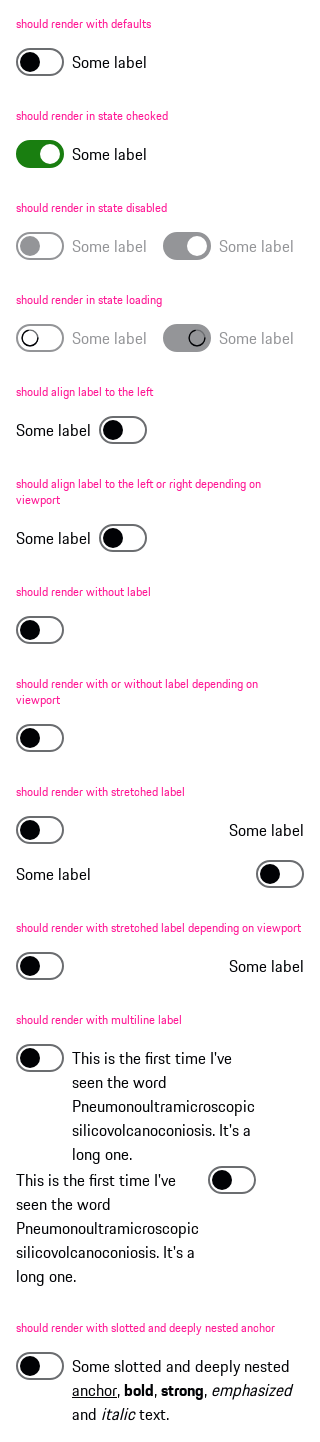 should render with defaults
Some label
should render in state checked
Some label
should render in state disabled
Some label Some label
should render in state loading
Some label Some label
should align label to the left
Some label
should align label to the left or right depending on
viewport
Some label
should render without label
should render with or without label depending on
viewport
should render with stretched label
Some label
Some label
should render with stretched label depending on viewport
Some label
should render with multiline label
This is the first time I've
seen the word
Pneumonoultramicroscopic
silicovolcanoconiosis. It's a
long one.
This is the first time I've
seen the word
Pneumonoultramicroscopic
silicovolcanoconiosis. It's a
long one.
should render with slotted and deeply nested anchor
Some slotted and deeply nested
anchor, bold, strong, emphasized
and italic text.